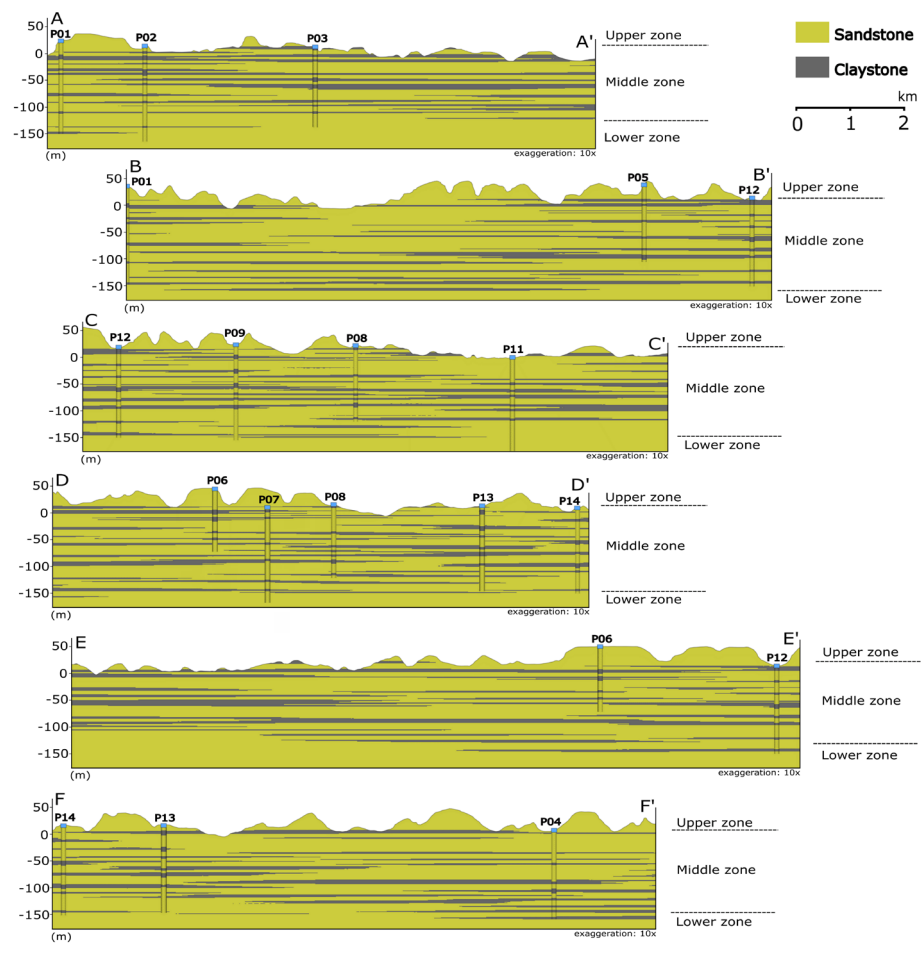 A
50
0
-50
-100
-150
(m)
P01
P02
P03
A'
exaggeration: 10x
Upper zone
Middle zone
Lower zone
Sandstone
Claystone
km
0 1 2
B
50
0
-50
-100
-150
(m)
P01
P05
P12
B'
exaggeration: 10x
Upper zone
Middle zone
Lower zone
C
50
0
-50
-100
-150
(m)
P12
P09
P08
P11
C'
exaggeration: 10x
Upper zone
Middle zone
Lower zone
D
50
0
-50
-100
-150
(m)
P06
P07
P08
P13
P14
D'
exaggeration: 10x
Upper zone
Middle zone
Lower zone
E
50
0
-50
-100
-150
(m)
P06
P12
E'
exaggeration: 10x
Upper zone
Middle zone
Lower zone
F
50
0
-50
-100
-150
(m)
P14
P13
P04
F'
exaggeration: 10x
Upper zone
Middle zone
Lower zone